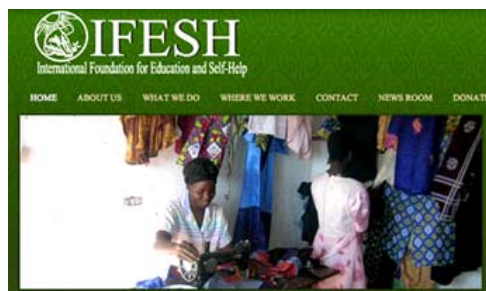 IFESH
International Foundation for Education and Self-Help
HOME ABOUT US WHAT WE DO WHERE WE WORK CONTACT NEWS ROOM DONATE